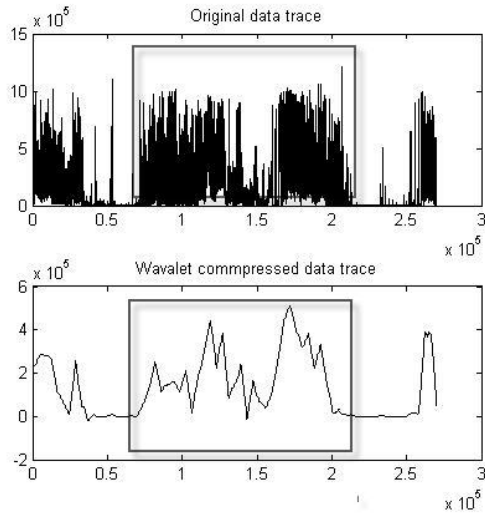 Original data trace
x 10^5
15
10
5
0
0 0.5 1 1.5 2 2.5 3
x 10^5
Wavalet commpressed data trace
x 10^5
6
4
2
0
-2
0 0.5 1 1.5 2 2.5 3
x 10^5